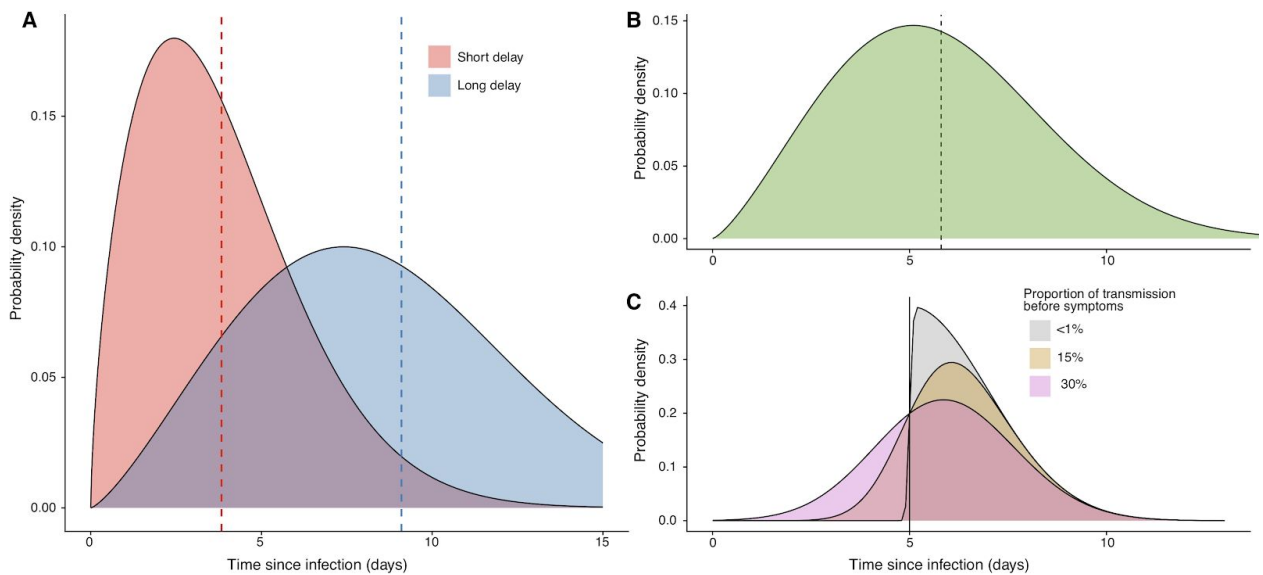 A
Probability density
0.15
0.10
0.05
0.00
0
5
10
15
Time since infection (days)
Short delay
Long delay
B
Probability density
0.15
0.10
0.05
0.00
0
5
10
C
Probability density
0.4
0.3
0.2
0.1
0.0
0
5
10
Time since infection (days)
Proportion of transmission
before symptoms
<1%
15%
30%